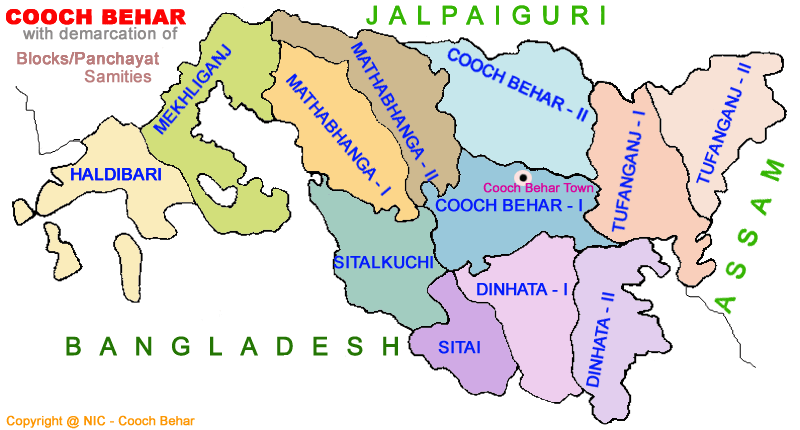 COOCH BEHAR
with demarcation of
Blocks/Panchayat
Samities
JALPAIGURI
MEKHLIGANJ
MATHABHANGA - II
MATHABHANGA - I
COOCH BEHAR - II
TUFANGANJ - I
TUFANGANJ - II
HALDIBARI
Cooch Behar Town
COOCH BEHAR - I
ASSAM
SITALKUCHI
DINHATA - I
DINHATA - II
BANGLADESH
SITAI
Copyright @ NIC - Cooch Behar